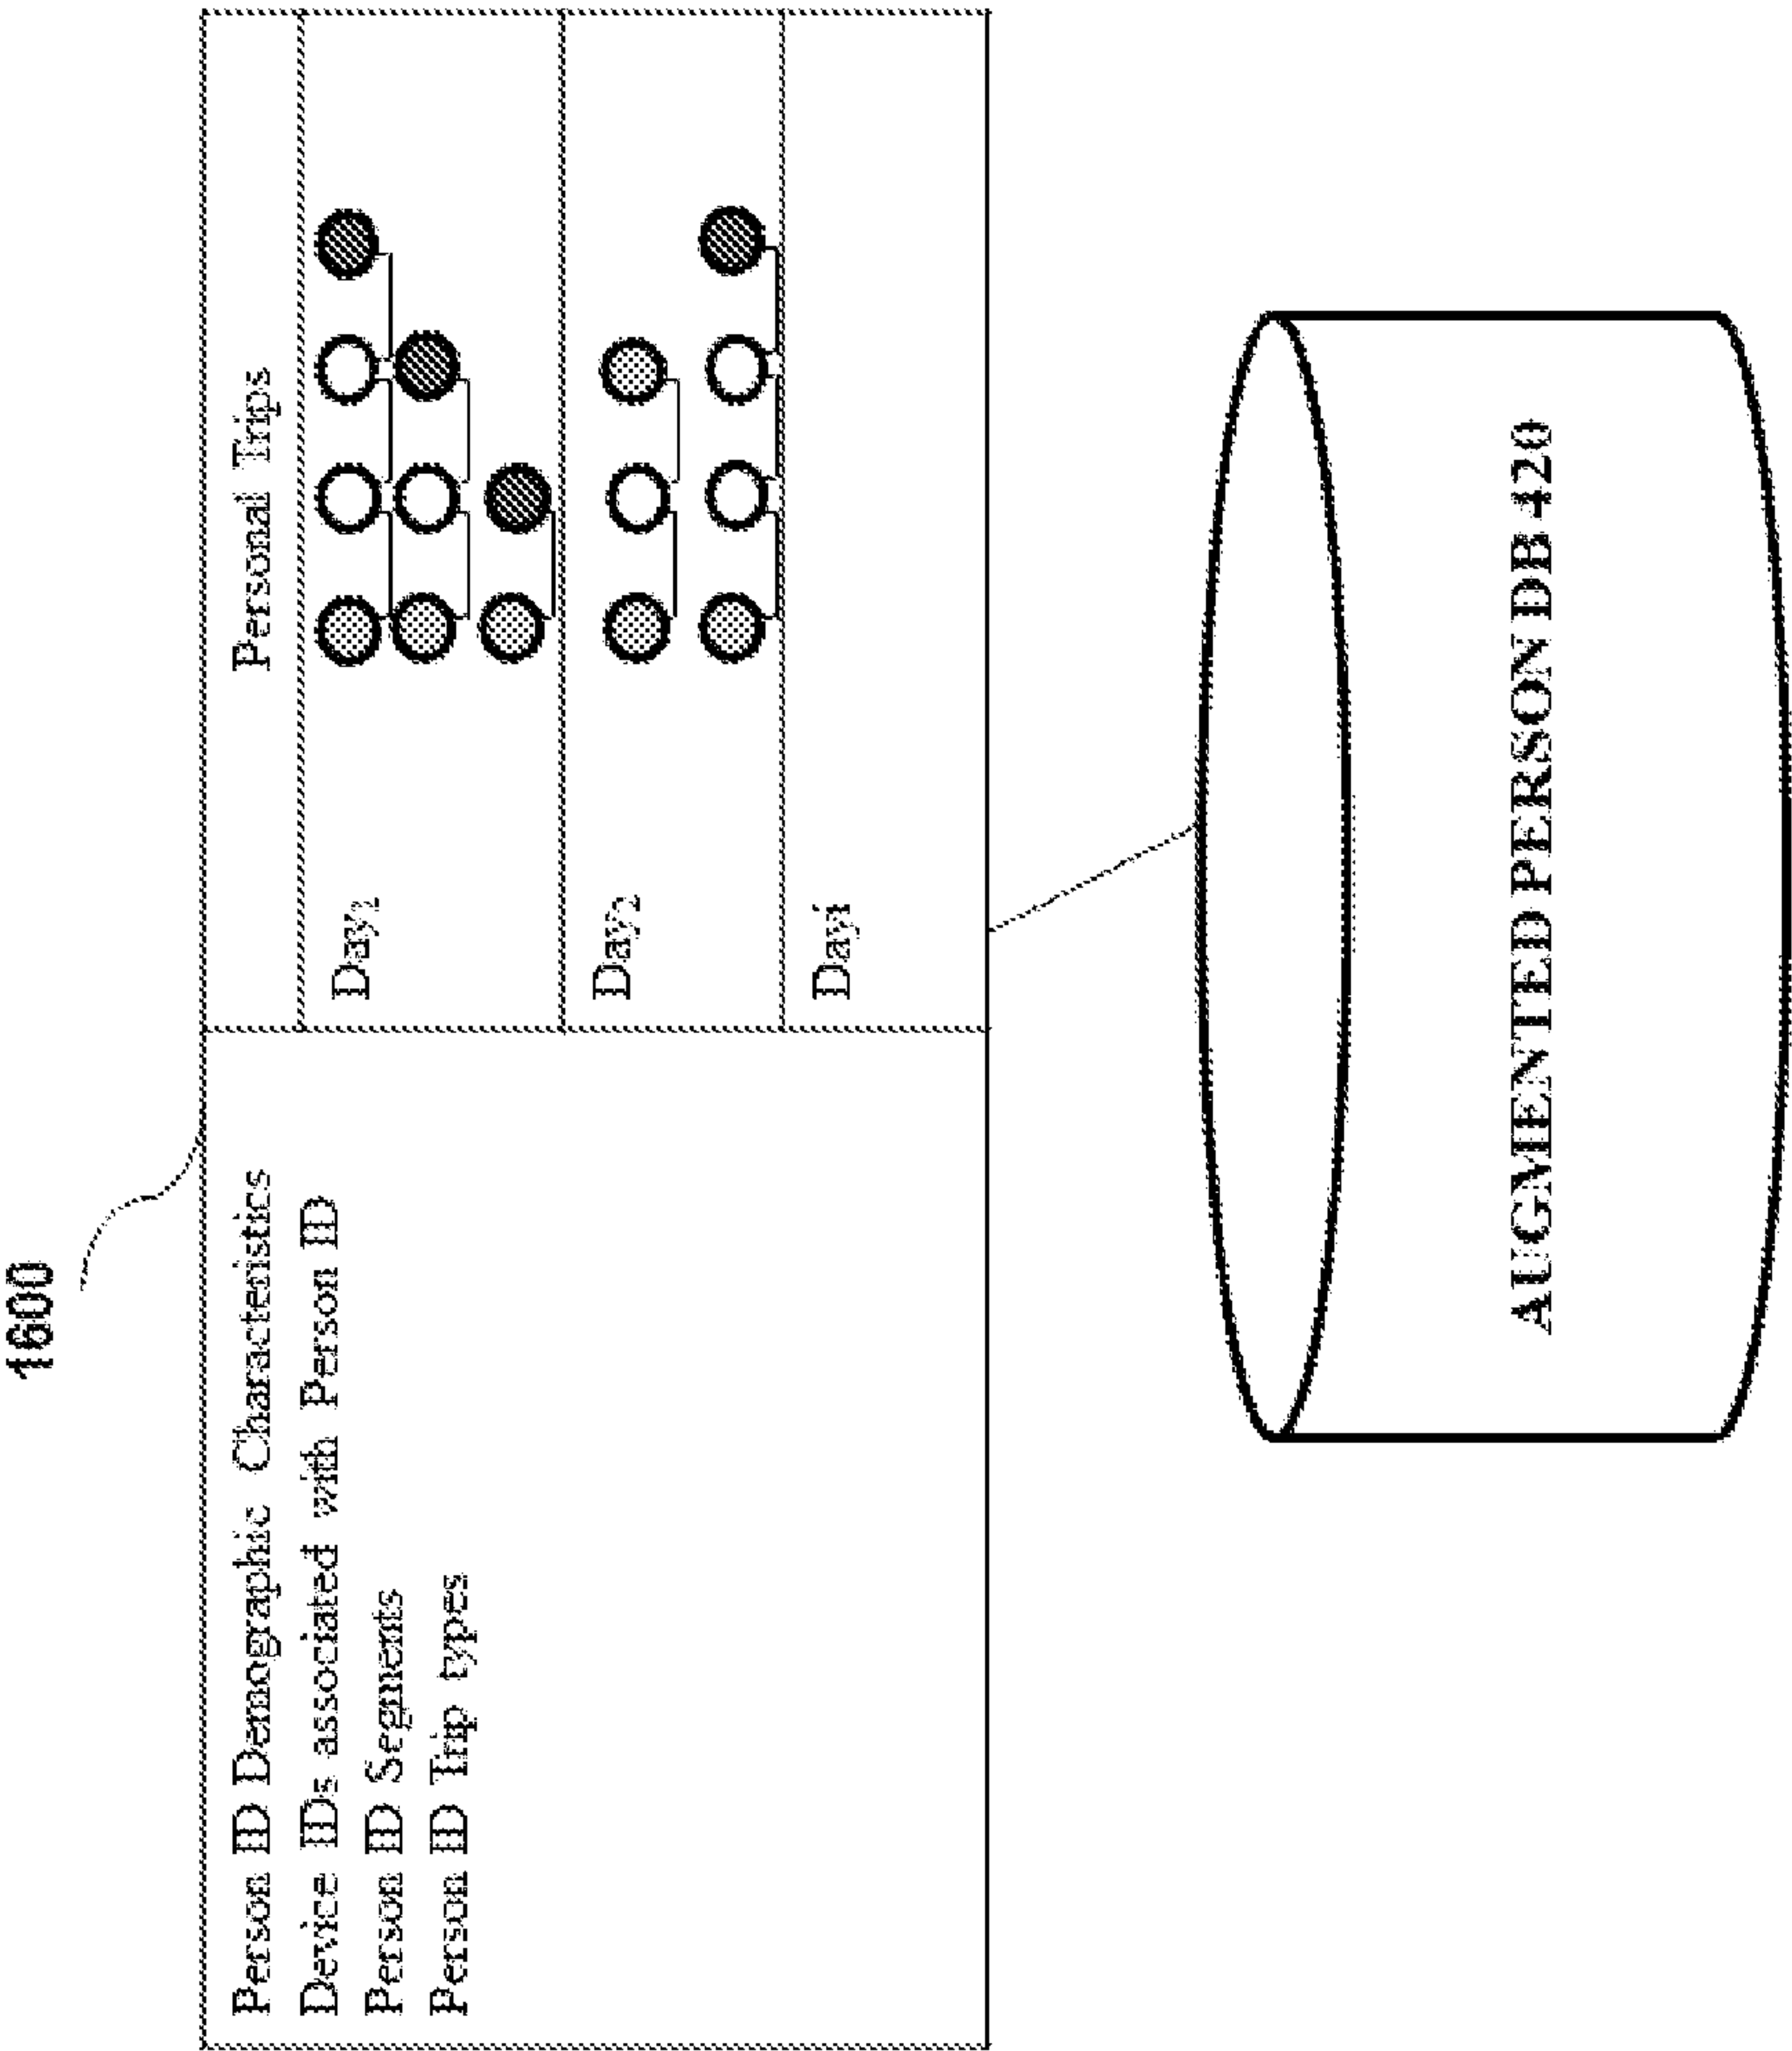 1600
Person ID Demographic Characteristics
Device IDs associated with Person ID
Person ID Segments
Person ID Trip types
Personal Trips
Day₁
Day₂
Dayi
AUGMENTED PERSON DB 420